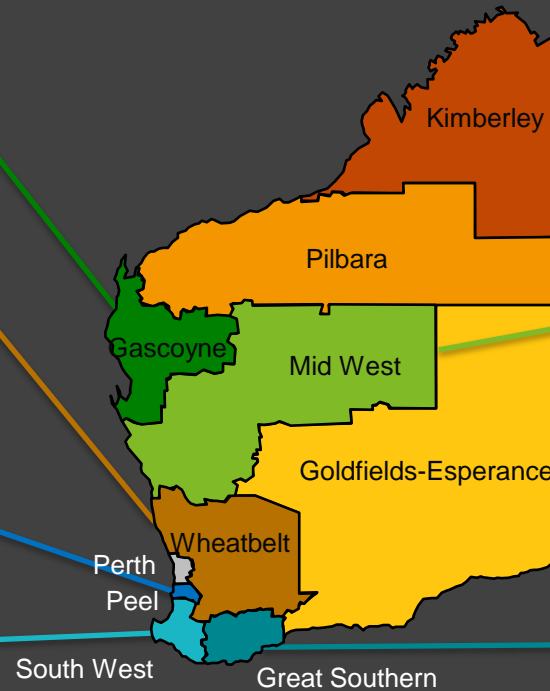 Kimberley
Pilbara
Gascoyne
Mid West
Goldfields-Esperance
Wheatbelt
Perth
Peel
South West
Great Southern